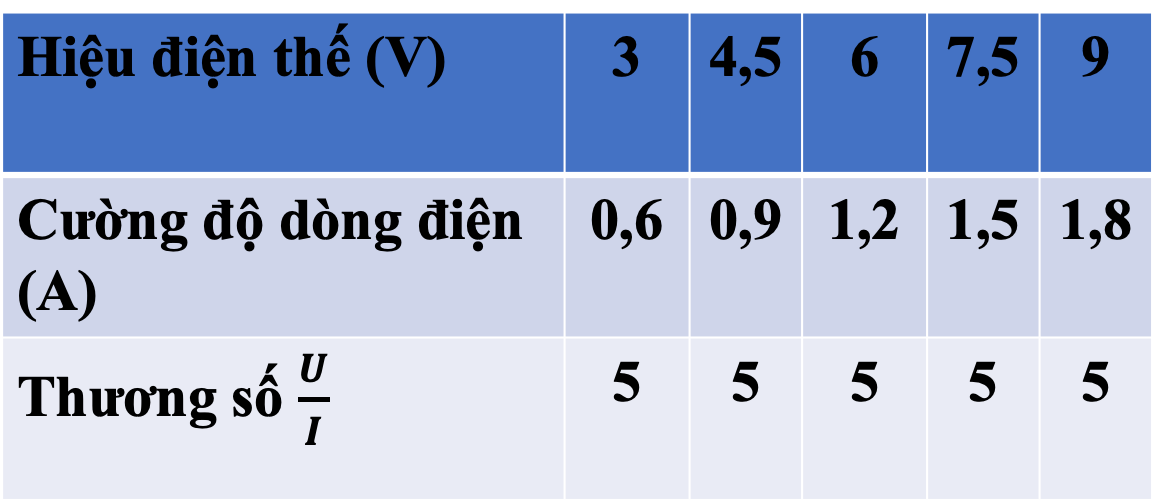 Hiệu điện thế (V) 3 4,5 6 7,5 9
Cường độ dòng điện (A) 0,6 0,9 1,2 1,5 1,8
Thương số U/I 5 5 5 5 5